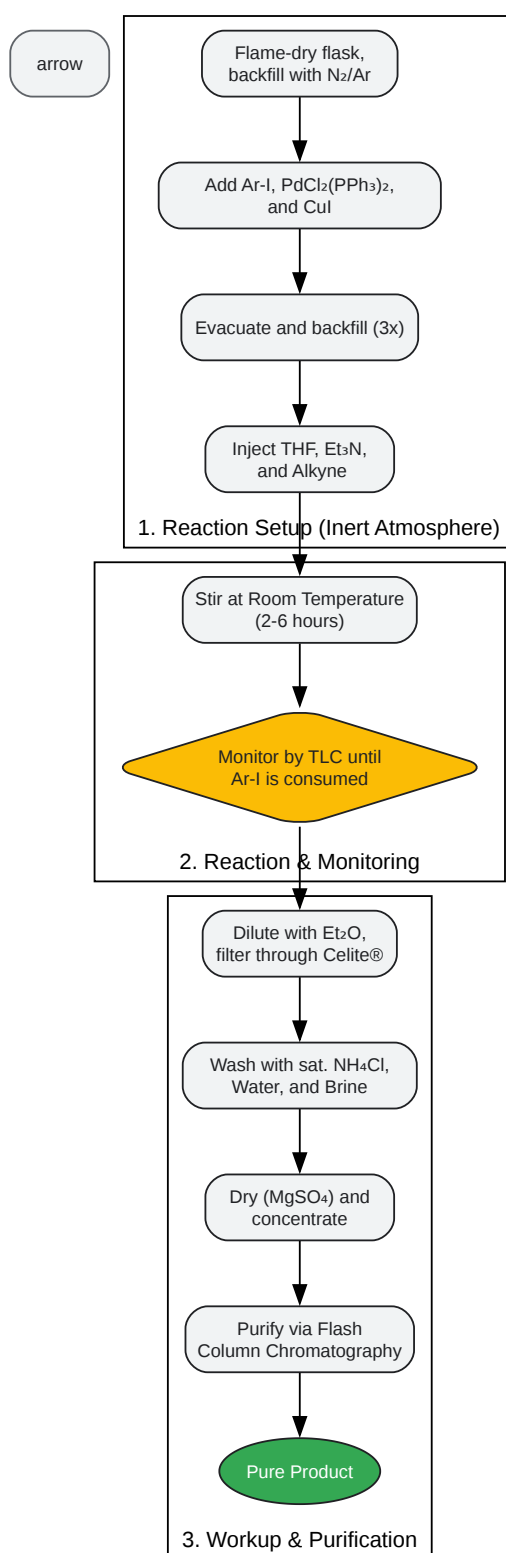 arrow
Flame-dry flask,
backfill with N₂/Ar
Add Ar-I, PdCl₂(PPh₃)₂,
and CuI
Evacuate and backfill (3x)
Inject THF, Et₃N,
and Alkyne
1. Reaction Setup (Inert Atmosphere)
Stir at Room Temperature
(2-6 hours)
Monitor by TLC until
Ar-I is consumed
2. Reaction & Monitoring
Dilute with Et₂O,
filter through Celite®
Wash with sat. NH₄Cl,
Water, and Brine
Dry (MgSO₄) and
concentrate
Purify via Flash
Column Chromatography
Pure Product
3. Workup & Purification